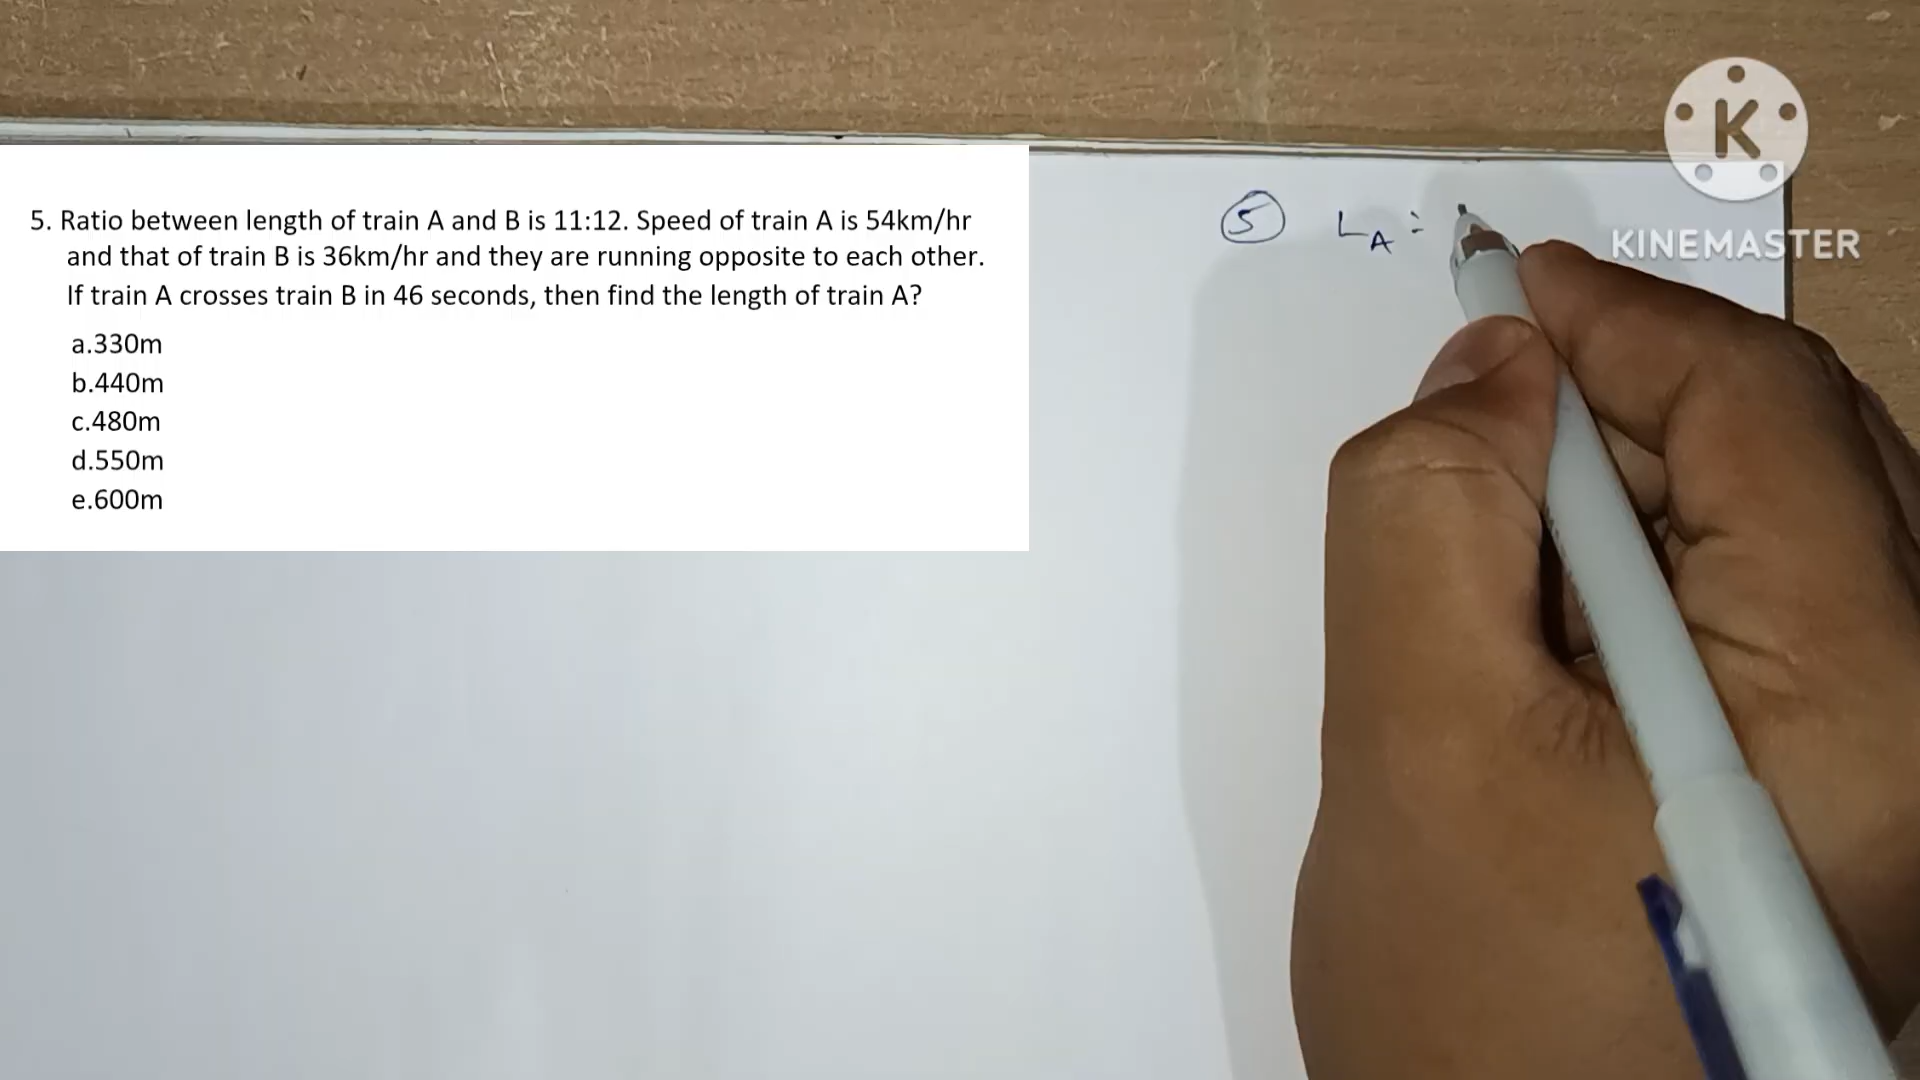 5. Ratio between length of train A and B is 11:12. Speed of train A is 54km/hr
and that of train B is 36km/hr and they are running opposite to each other.
If train A crosses train B in 46 seconds, then find the length of train A?
a.330m
b.440m
c.480m
d.550m
e.600m
5 LA :
K
KINEMASTER